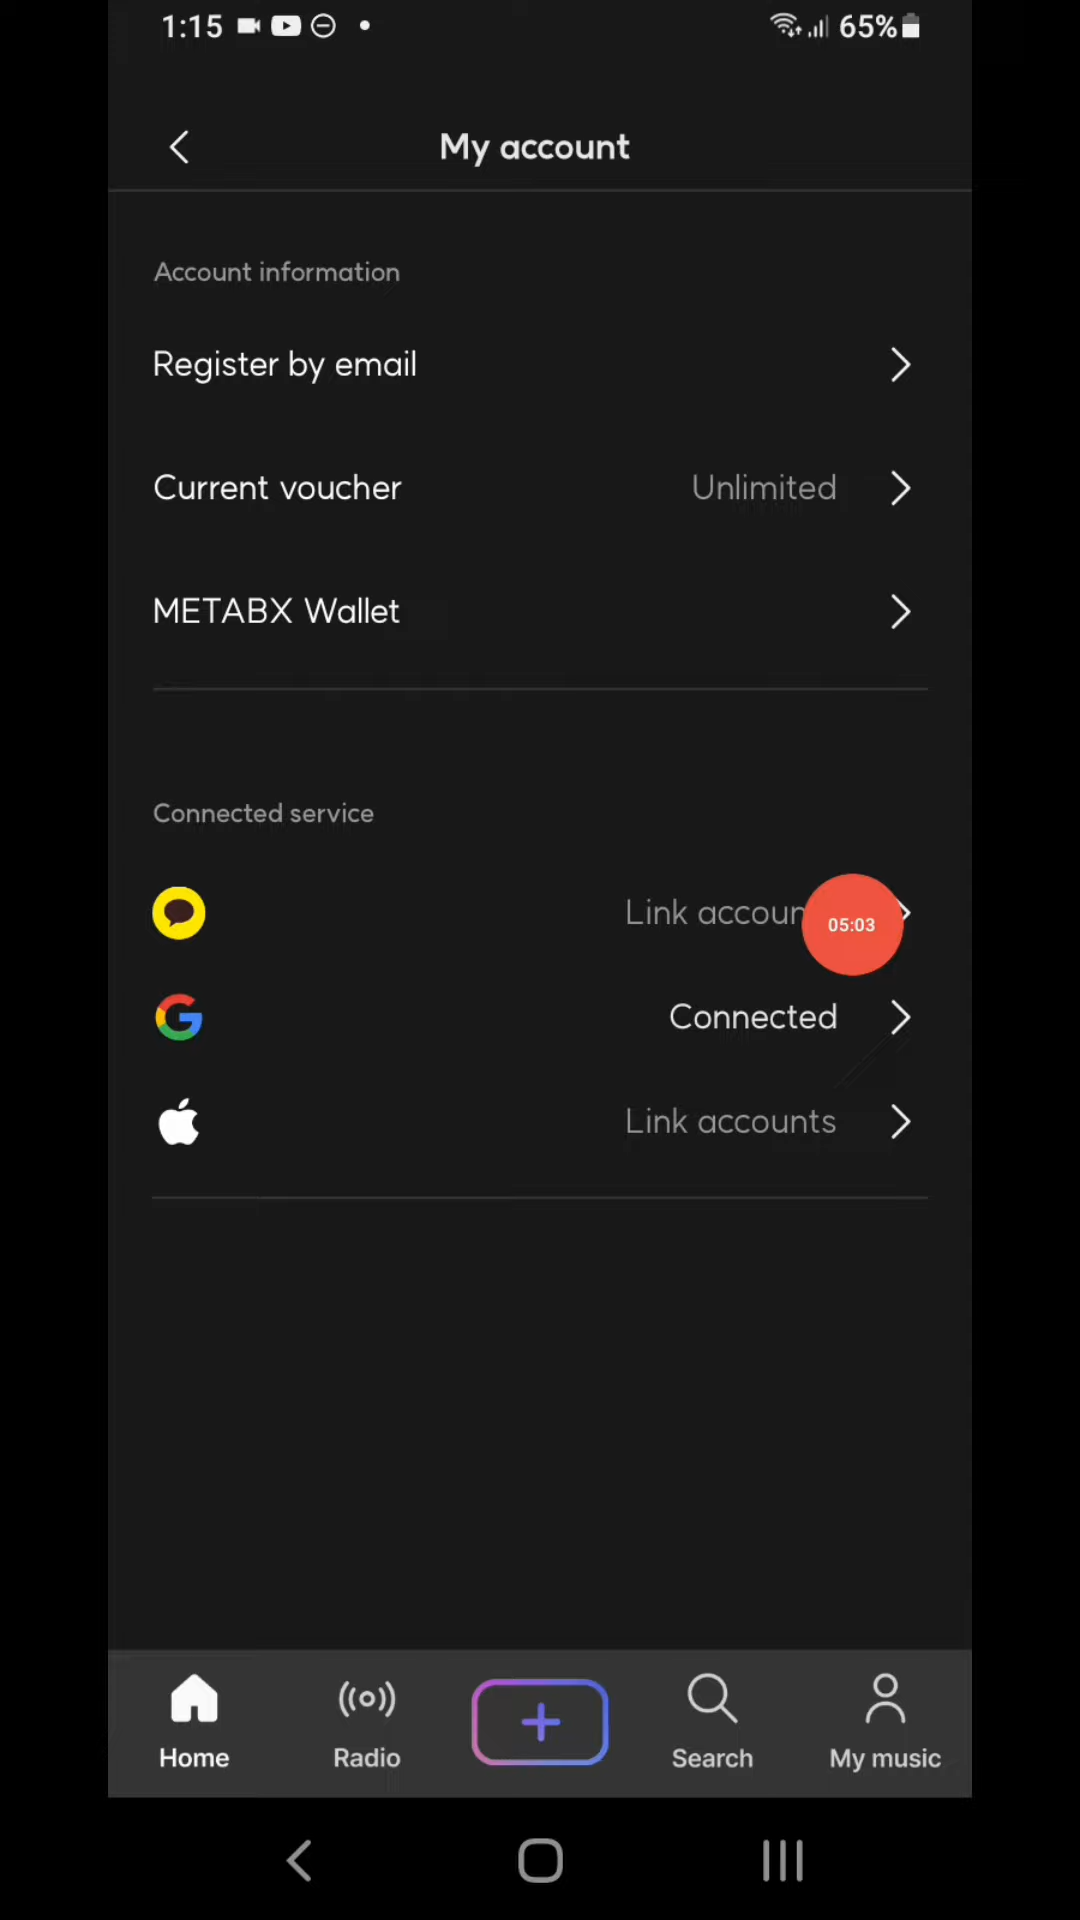 1:15
65%
My account
Account information
Register by email
Current voucher Unlimited
METABX Wallet
Connected service
Link accoun
05:03
Connected
Link accounts
Home Radio Search My music